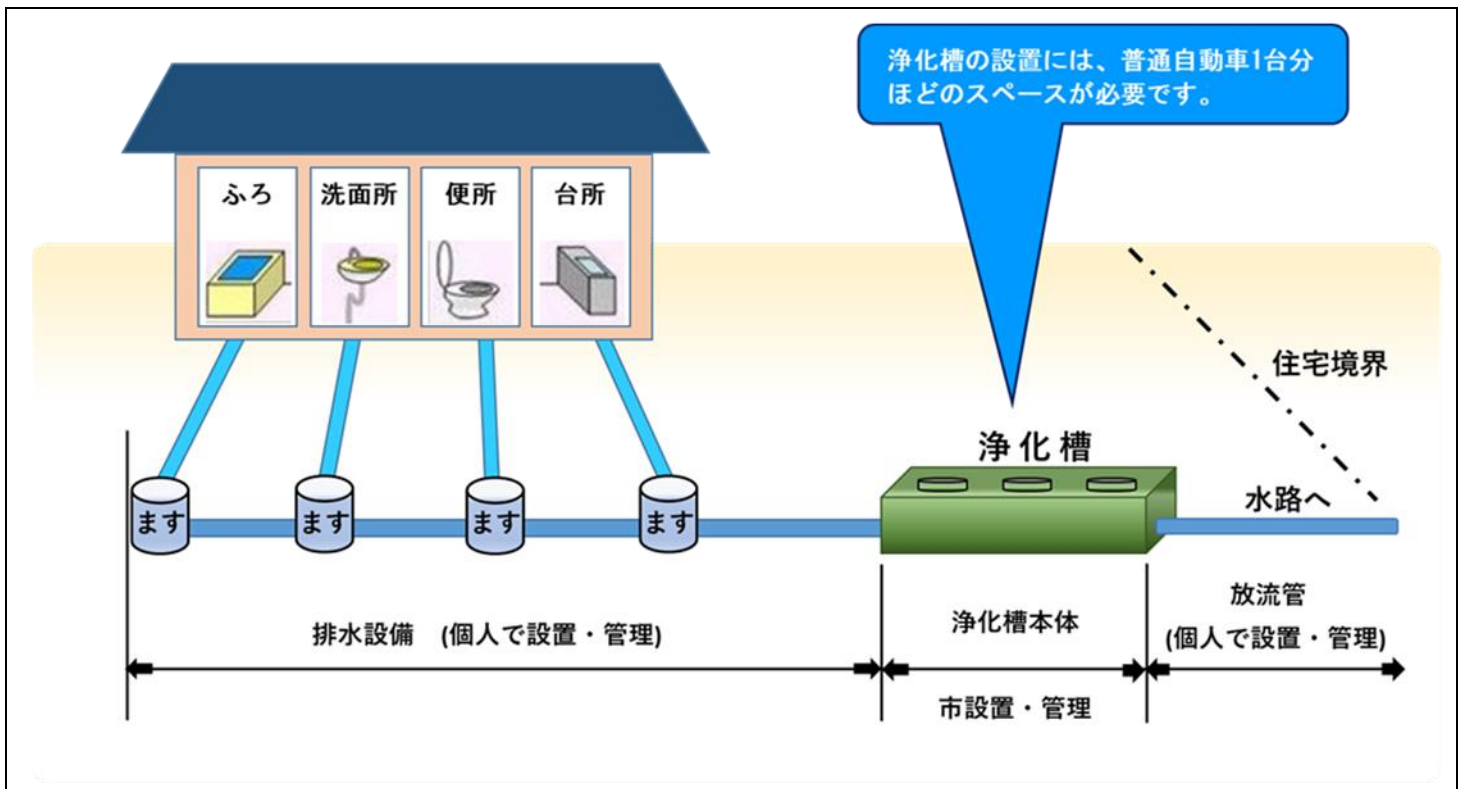 浄化槽の設置には、普通自動車1台分
ほどのスペースが必要です。
ふろ
洗面所
便所
台所
住宅境界
浄化槽
水路へ
ます
ます
ます
ます
排水設備 (個人で設置・管理)
浄化槽本体
市設置・管理
放流管
(個人で設置・管理)